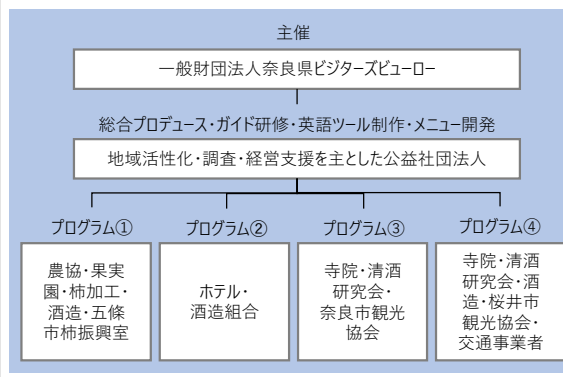 主催
一般財団法人奈良県ビジターズビューロー
総合プロデュース・ガイド研修・英語ツール制作・メニュー開発
地域活性化・調査・経営支援を主とした公益社団法人
プログラム①
農協・果実
園・柿加工・
酒造・五條
市柿振興室
プログラム②
ホテル・
酒造組合
プログラム③
寺院・清酒
研究会・
奈良市観光
協会
プログラム④
寺院・清酒
研究会・酒
造・桜井市
観光協会・
交通事業者